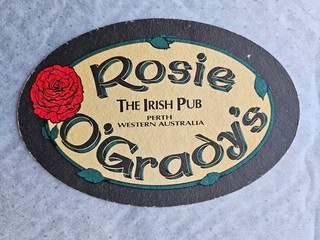 Rosie
THE IRISH PUB
PERTH
WESTERN AUSTRALIA
O'Grady's